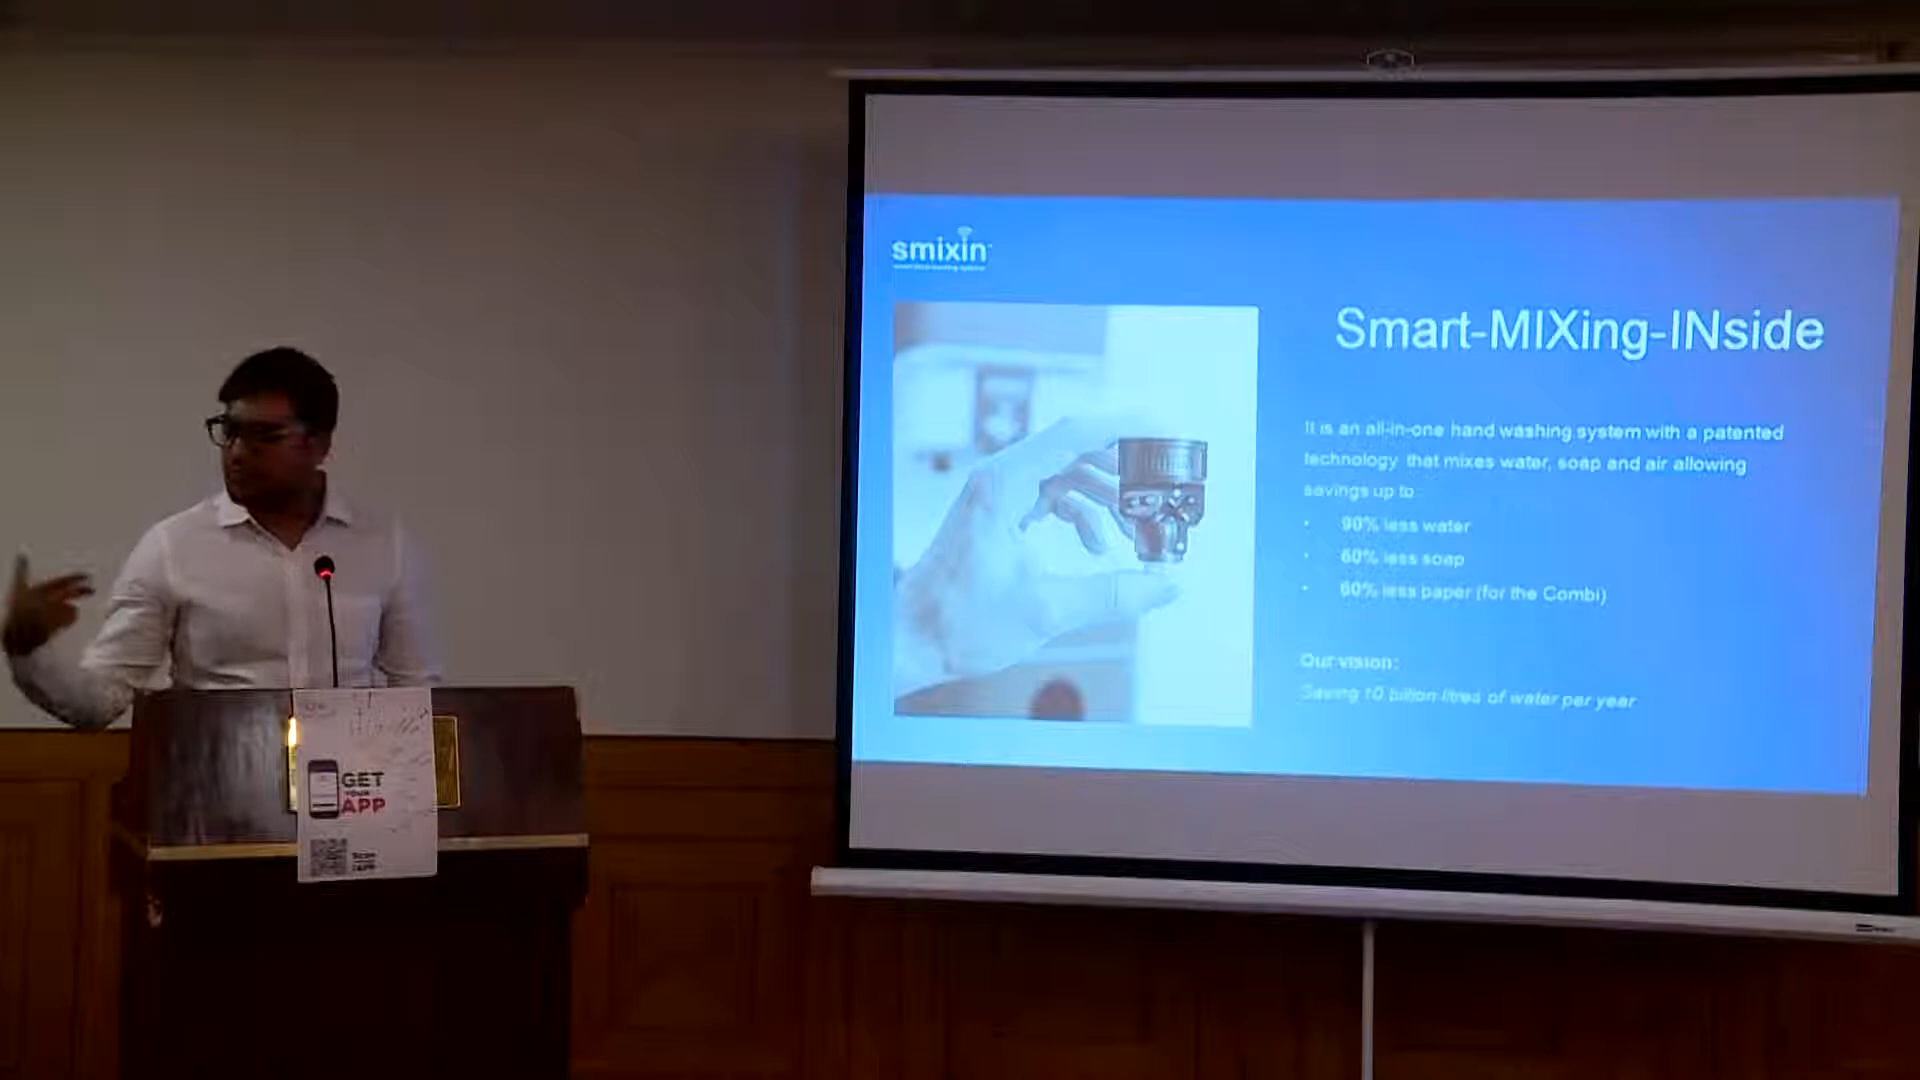 smixin
Smart-MIXing-INside
It is an all-in-one hand washing system with a patented
technology that mixes water, soap and air allowing
savings up to
• 90% less water
• 60% less soap
• 60% less paper (for the Combi)
Our vision:
Saving 10 billion litres of water per year
GET
YOUR
APP